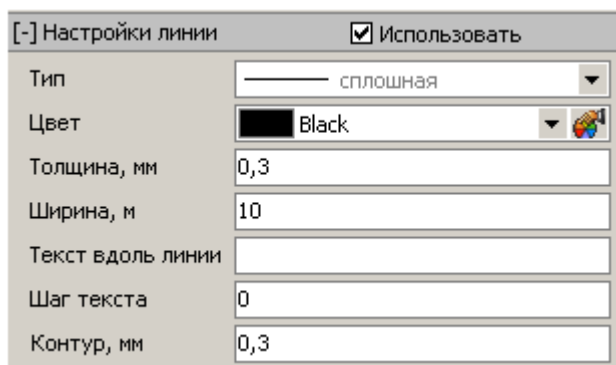 [-] Настройки линии Использовать
Тип сплошная
Цвет Black
Толщина, мм 0,3
Ширина, м 10
Текст вдоль линии
Шаг текста 0
Контур, мм 0,3